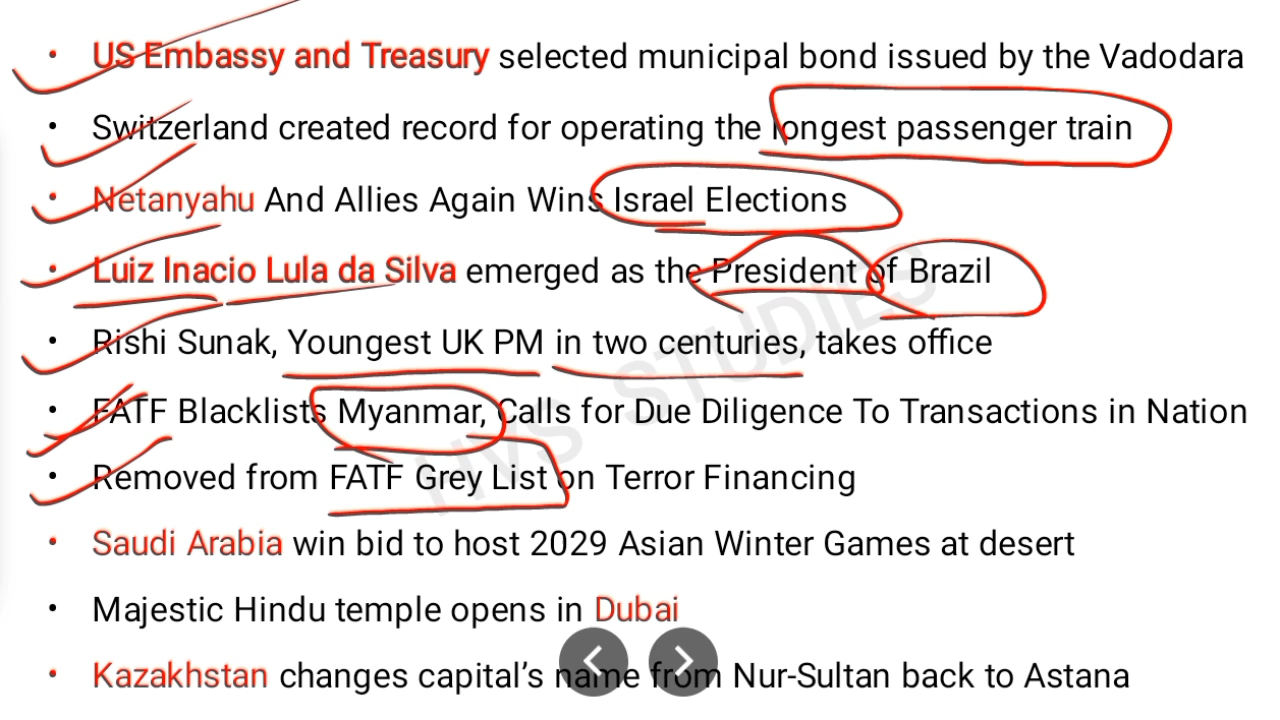 • US Embassy and Treasury selected municipal bond issued by the Vadodara
• Switzerland created record for operating the longest passenger train
• Netanyahu And Allies Again Wins Israel Elections
• Luiz Inacio Lula da Silva emerged as the President of Brazil
• Rishi Sunak, Youngest UK PM in two centuries, takes office
• FATF Blacklists Myanmar, Calls for Due Diligence To Transactions in Nation
• Removed from FATF Grey List on Terror Financing
• Saudi Arabia win bid to host 2029 Asian Winter Games at desert
• Majestic Hindu temple opens in Dubai
• Kazakhstan changes capital’s name from Nur-Sultan back to Astana